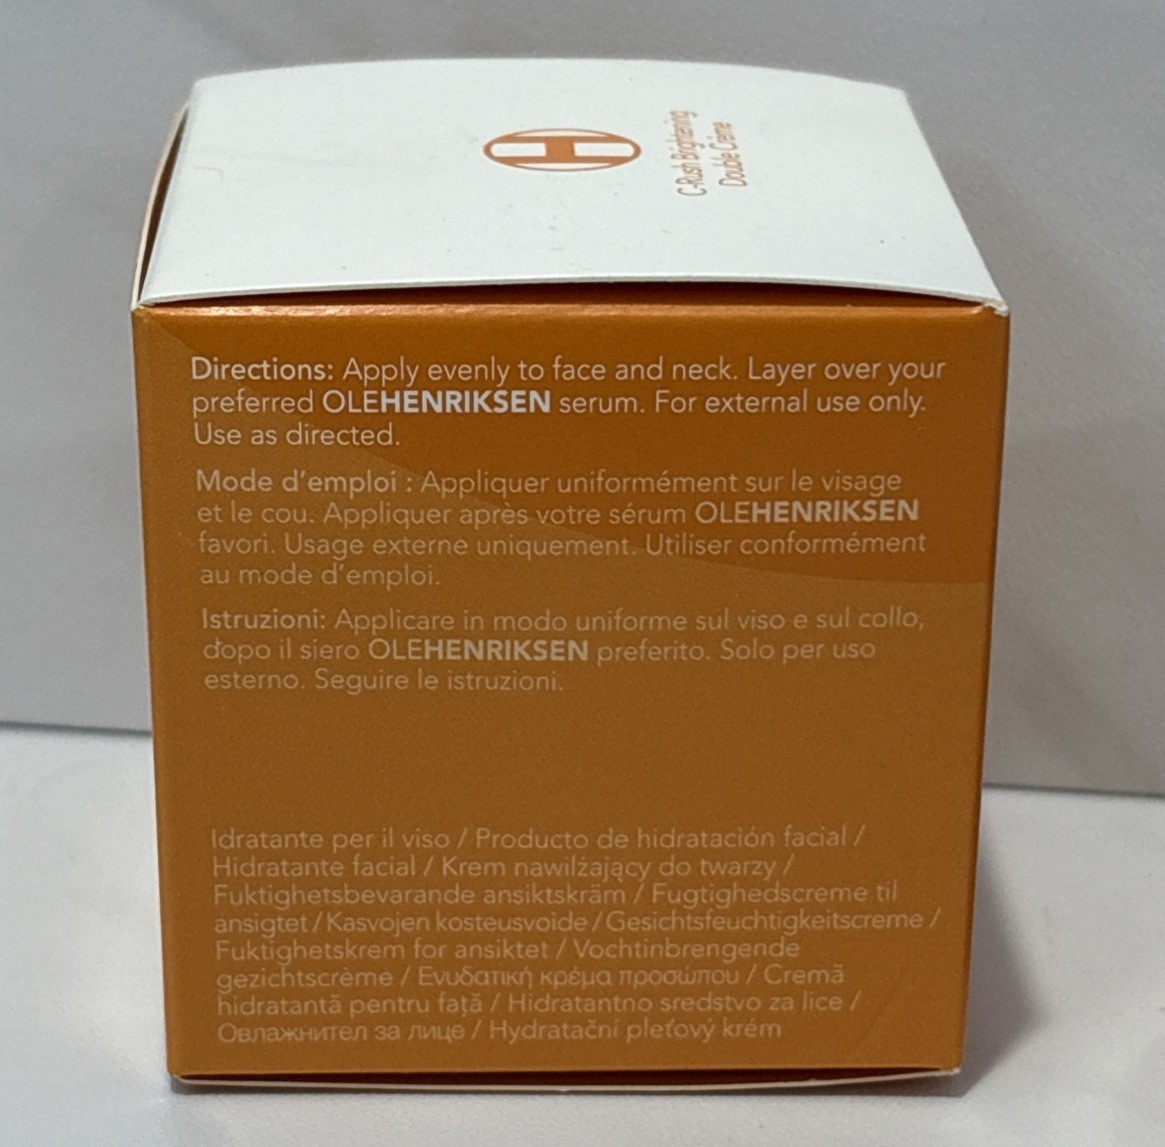 H
C-Rush Brightening
Double Crème
Directions: Apply evenly to face and neck. Layer over your
preferred OLEHENRIKSEN serum. For external use only.
Use as directed.
Mode d'emploi : Appliquer uniformément sur le visage
et le cou. Appliquer après votre sérum OLEHENRIKSEN
favori. Usage externe uniquement. Utiliser conformément
au mode d'emploi.
Istruzioni: Applicare in modo uniforme sul viso e sul collo,
dopo il siero OLEHENRIKSEN preferito. Solo per uso
esterno. Seguire le istruzioni.
Idratante per il viso / Producto de hidratación facial /
Hidratante facial / Krem nawilżający do twarzy /
Fuktighetsbevarande ansiktskräm / Fugtighedscreme til
ansigtet / Kasvojen kosteusvoide / Gesichtsfeuchtigkeitscreme /
Fuktighetskrem for ansiktet / Vochtinbrengende
gezichtscrème / Ενυδατική κρέμα προσώπου / Cremă
hidratantă pentru față / Hidratantno sredstvo za lice /
Овлажнител за лице / Hydratační pleťový krém